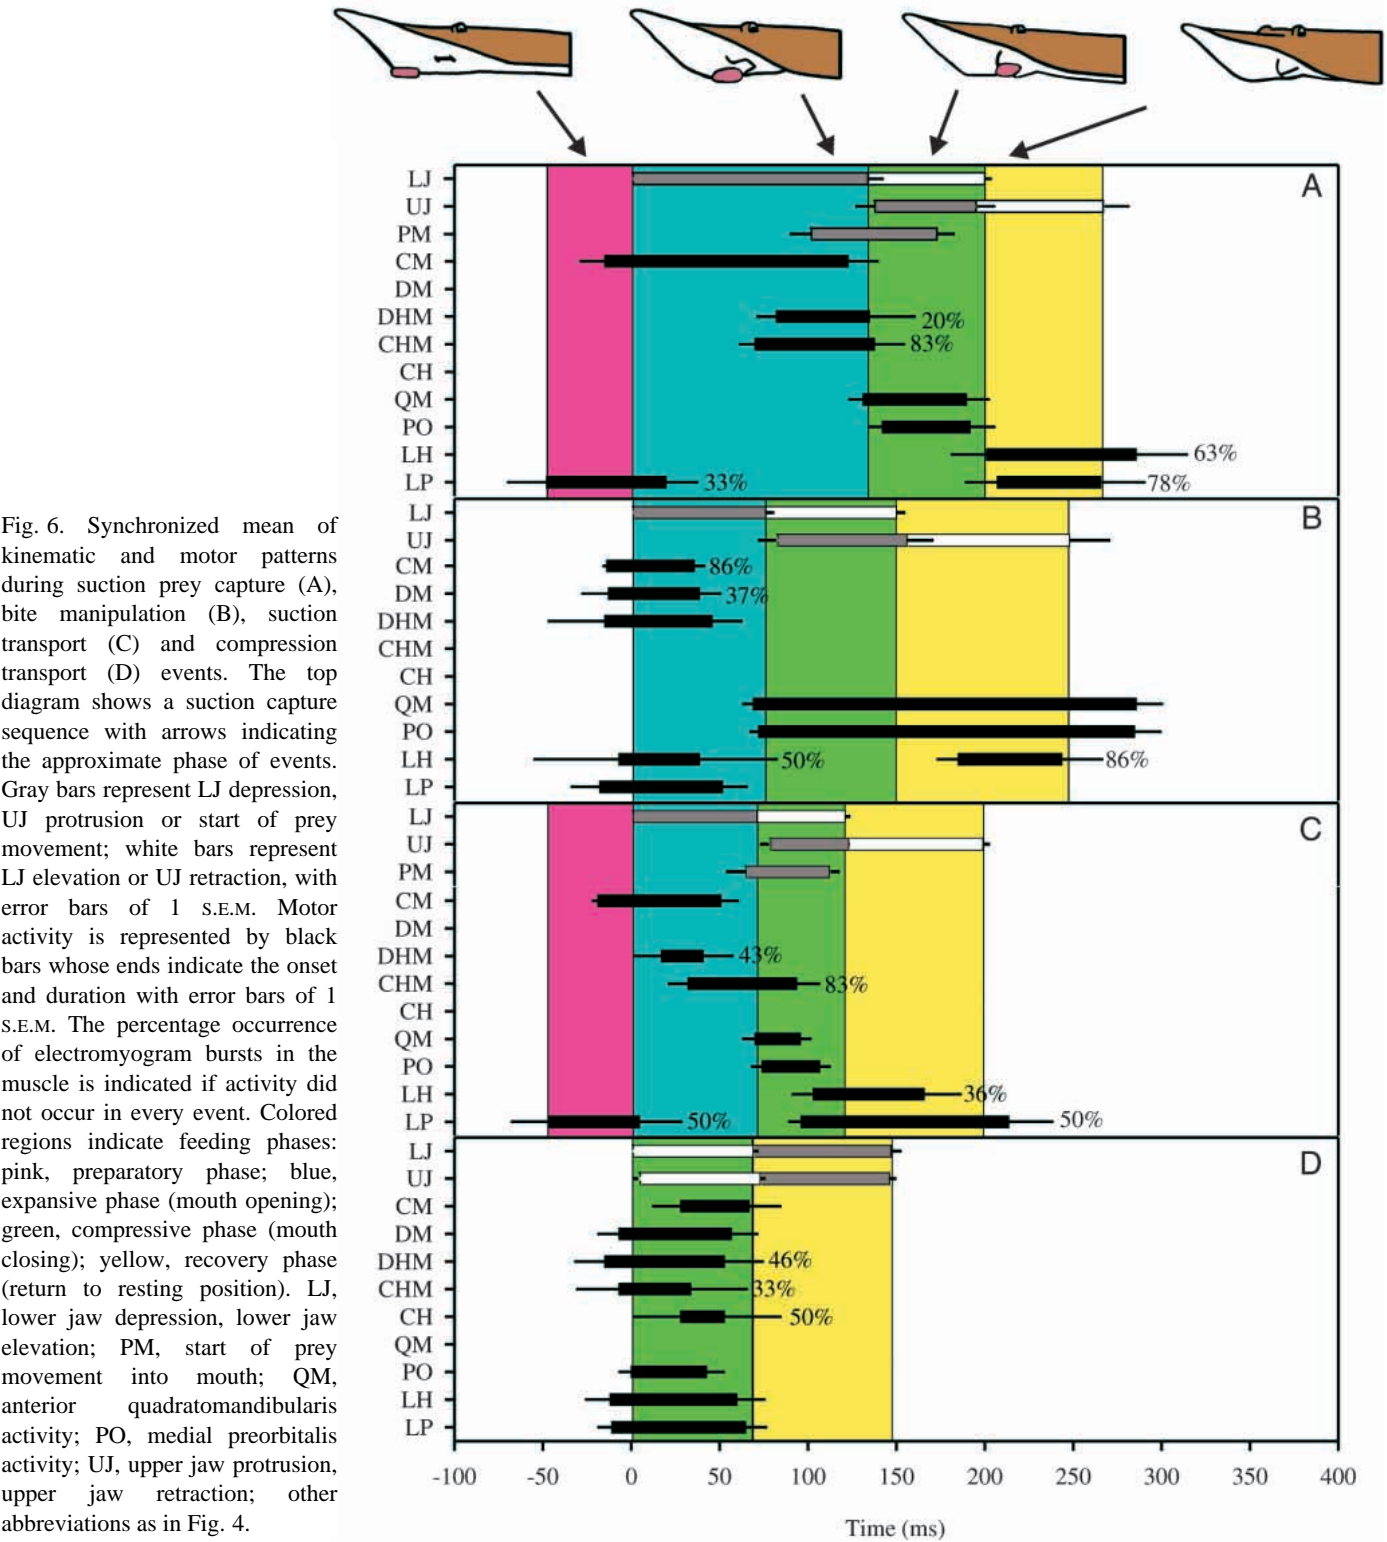 A
LJ
UJ
PM
CM
DM
DHM 20%
CHM 83%
CH
QM
PO
LH 63%
LP 33% 78%
B
LJ
UJ
CM 86%
DM 37%
DHM
CHM
CH
QM
PO
LH 50% 86%
LP
C
LJ
UJ
PM
CM
DM
DHM 43%
CHM 83%
CH
QM
PO
LH 36%
LP 50% 50%
D
LJ
UJ
CM
DM
DHM 46%
CHM 33%
CH 50%
QM
PO
LH
LP
-100 -50 0 50 100 150 200 250 300 350 400
Time (ms)
Fig. 6. Synchronized mean of
kinematic and motor patterns
during suction prey capture (A),
bite manipulation (B), suction
transport (C) and compression
transport (D) events. The top
diagram shows a suction capture
sequence with arrows indicating
the approximate phase of events.
Gray bars represent LJ depression,
UJ protrusion or start of prey
movement; white bars represent
LJ elevation or UJ retraction, with
error bars of 1 S.E.M. Motor
activity is represented by black
bars whose ends indicate the onset
and duration with error bars of 1
S.E.M. The percentage occurrence
of electromyogram bursts in the
muscle is indicated if activity did
not occur in every event. Colored
regions indicate feeding phases:
pink, preparatory phase; blue,
expansive phase (mouth opening);
green, compressive phase (mouth
closing); yellow, recovery phase
(return to resting position). LJ,
lower jaw depression, lower jaw
elevation; PM, start of prey
movement into mouth; QM,
anterior quadratomandibularis
activity; PO, medial preorbitalis
activity; UJ, upper jaw protrusion,
upper jaw retraction; other
abbreviations as in Fig. 4.